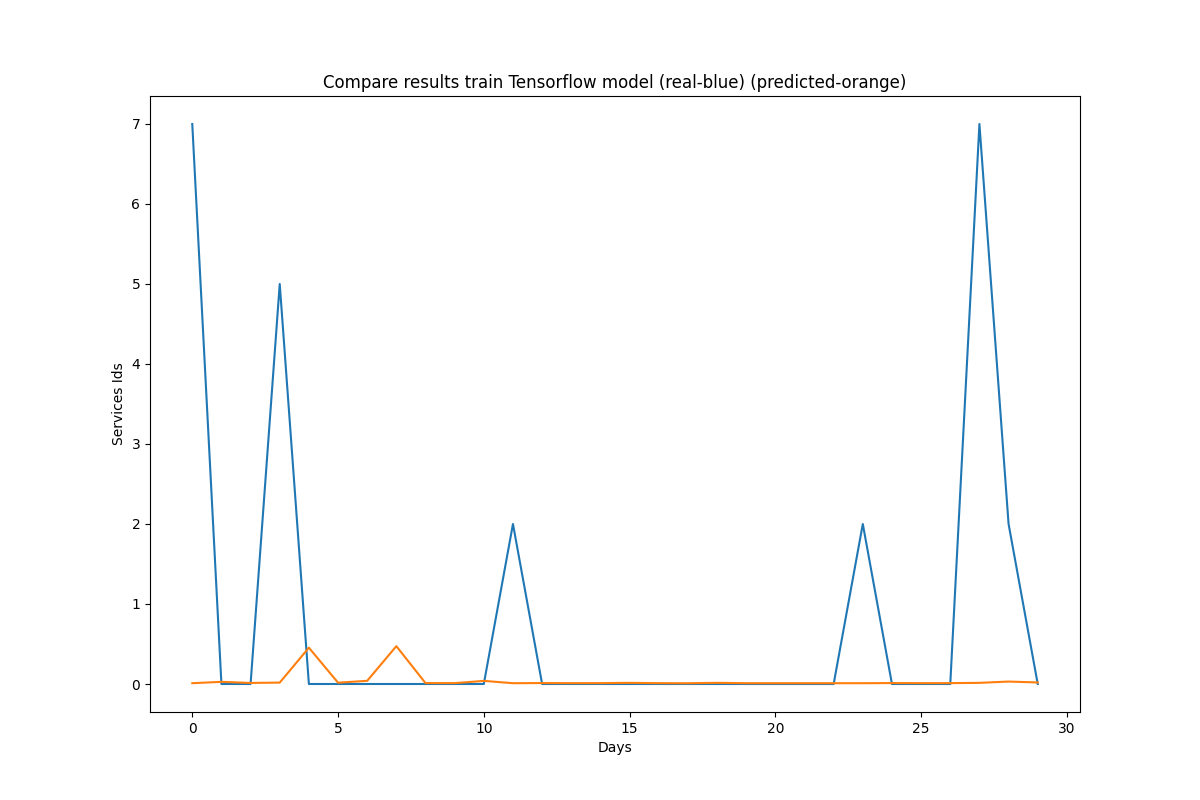 Compare results train Tensorflow model (real-blue) (predicted-orange)
7
6
5
4
3
2
1
0
Services Ids
0 5 10 15 20 25 30
Days